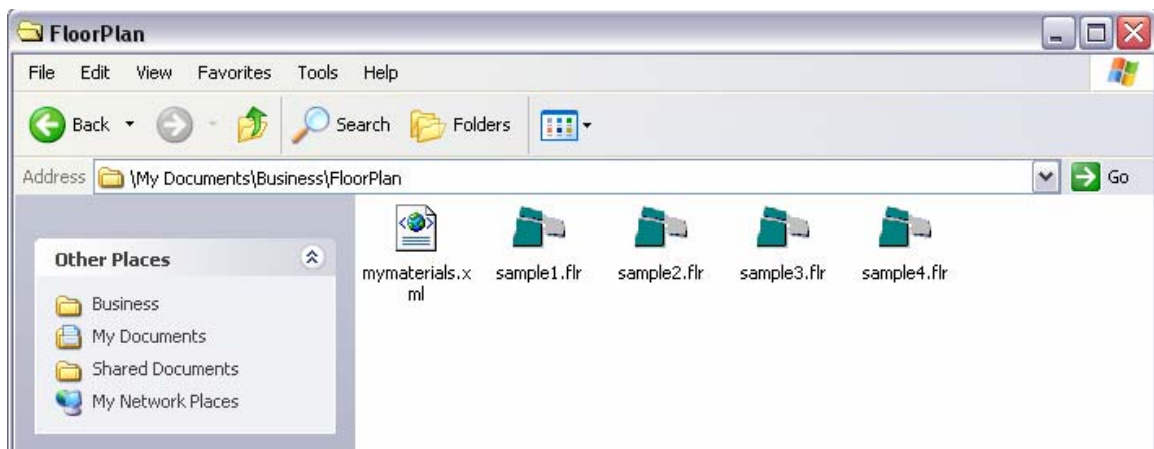 FloorPlan
File Edit View Favorites Tools Help
Back Search Folders
Address \My Documents\Business\FloorPlan Go
Other Places
Business
My Documents
Shared Documents
My Network Places
mymaterials.x
ml
sample1.flr
sample2.flr
sample3.flr
sample4.flr